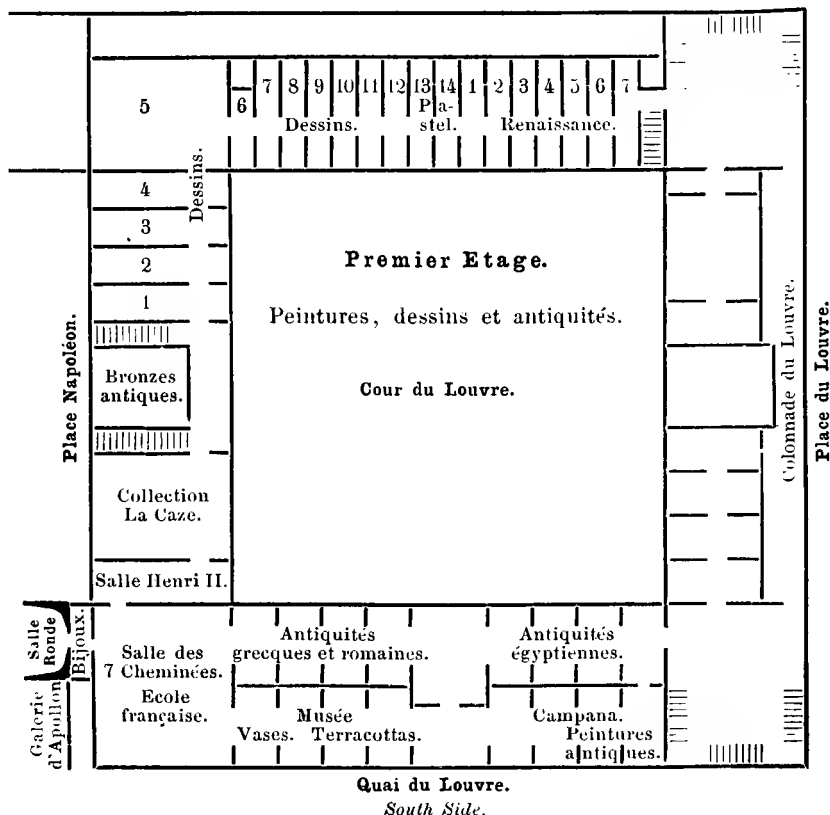 5
6
7
8
9
10
11
12
13
14
1
2
3
4
5
6
7
Dessins.
Pa-
stel.
Renaissance.
Dessins.
4
3
2
1
Bronzes
antiques.
Collection
La Caze.
Salle Henri II.
Place Napoléon.
Premier Etage.
Peintures, dessins et antiquités.
Cour du Louvre.
Colonnade du Louvre.
Place du Louvre.
Salle
Ronde
Bijoux.
Galerie
d'Apollon
Salle des
7 Cheminées.
Ecole
française.
Antiquités
grecques et romaines.
Antiquités
égyptiennes.
Musée
Vases. Terracottas.
Campana.
Peintures
antiques.
Quai du Louvre.
South Side.